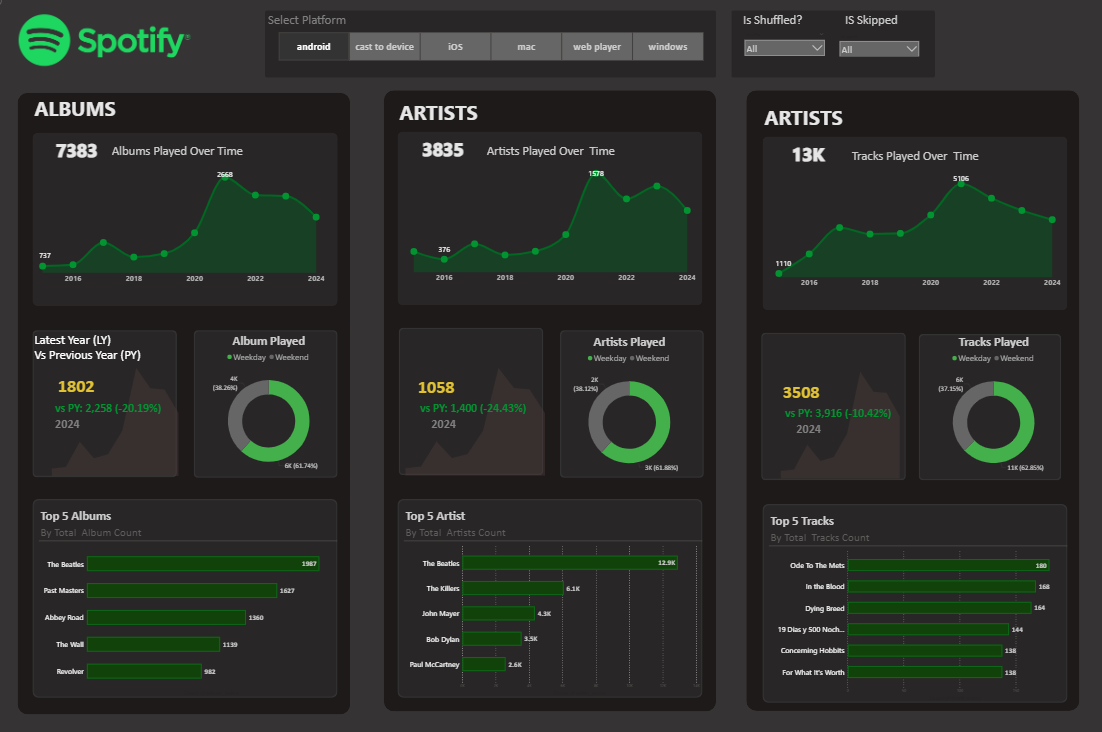 Spotify®
Select Platform
android
cast to device
iOS
mac
web player
windows
Is Shuffled?
All
IS Skipped
All
ALBUMS
7383
Albums Played Over Time
2668
737
2016
2018
2020
2022
2024
Latest Year (LY)
Vs Previous Year (PY)
1802
vs PY: 2,258 (-20.19%)
2024
Album Played
Weekday
Weekend
4K
(38.26%)
6K (61.74%)
Top 5 Albums
By Total Album Count
The Beatles
1987
Past Masters
1627
Abbey Road
1360
The Wall
1139
Revolver
982
ARTISTS
3835
Artists Played Over Time
1578
376
2016
2018
2020
2022
2024
1058
vs PY: 1,400 (-24.43%)
2024
Artists Played
Weekday
Weekend
2K
(38.12%)
3K (61.88%)
Top 5 Artist
By Total Artists Count
The Beatles
12.9K
The Killers
6.1K
John Mayer
4.3K
Bob Dylan
3.5K
Paul McCartney
2.6K
ARTISTS
13K
Tracks Played Over Time
5106
1110
2016
2018
2020
2022
2024
3508
vs PY: 3,916 (-10.42%)
2024
Tracks Played
Weekday
Weekend
6K
(37.15%)
11K (62.85%)
Top 5 Tracks
By Total Tracks Count
Ode To The Mets
180
In the Blood
168
Dying Breed
164
19 Dias y 500 Noch...
144
Concerning Hobbits
138
For What It's Worth
138